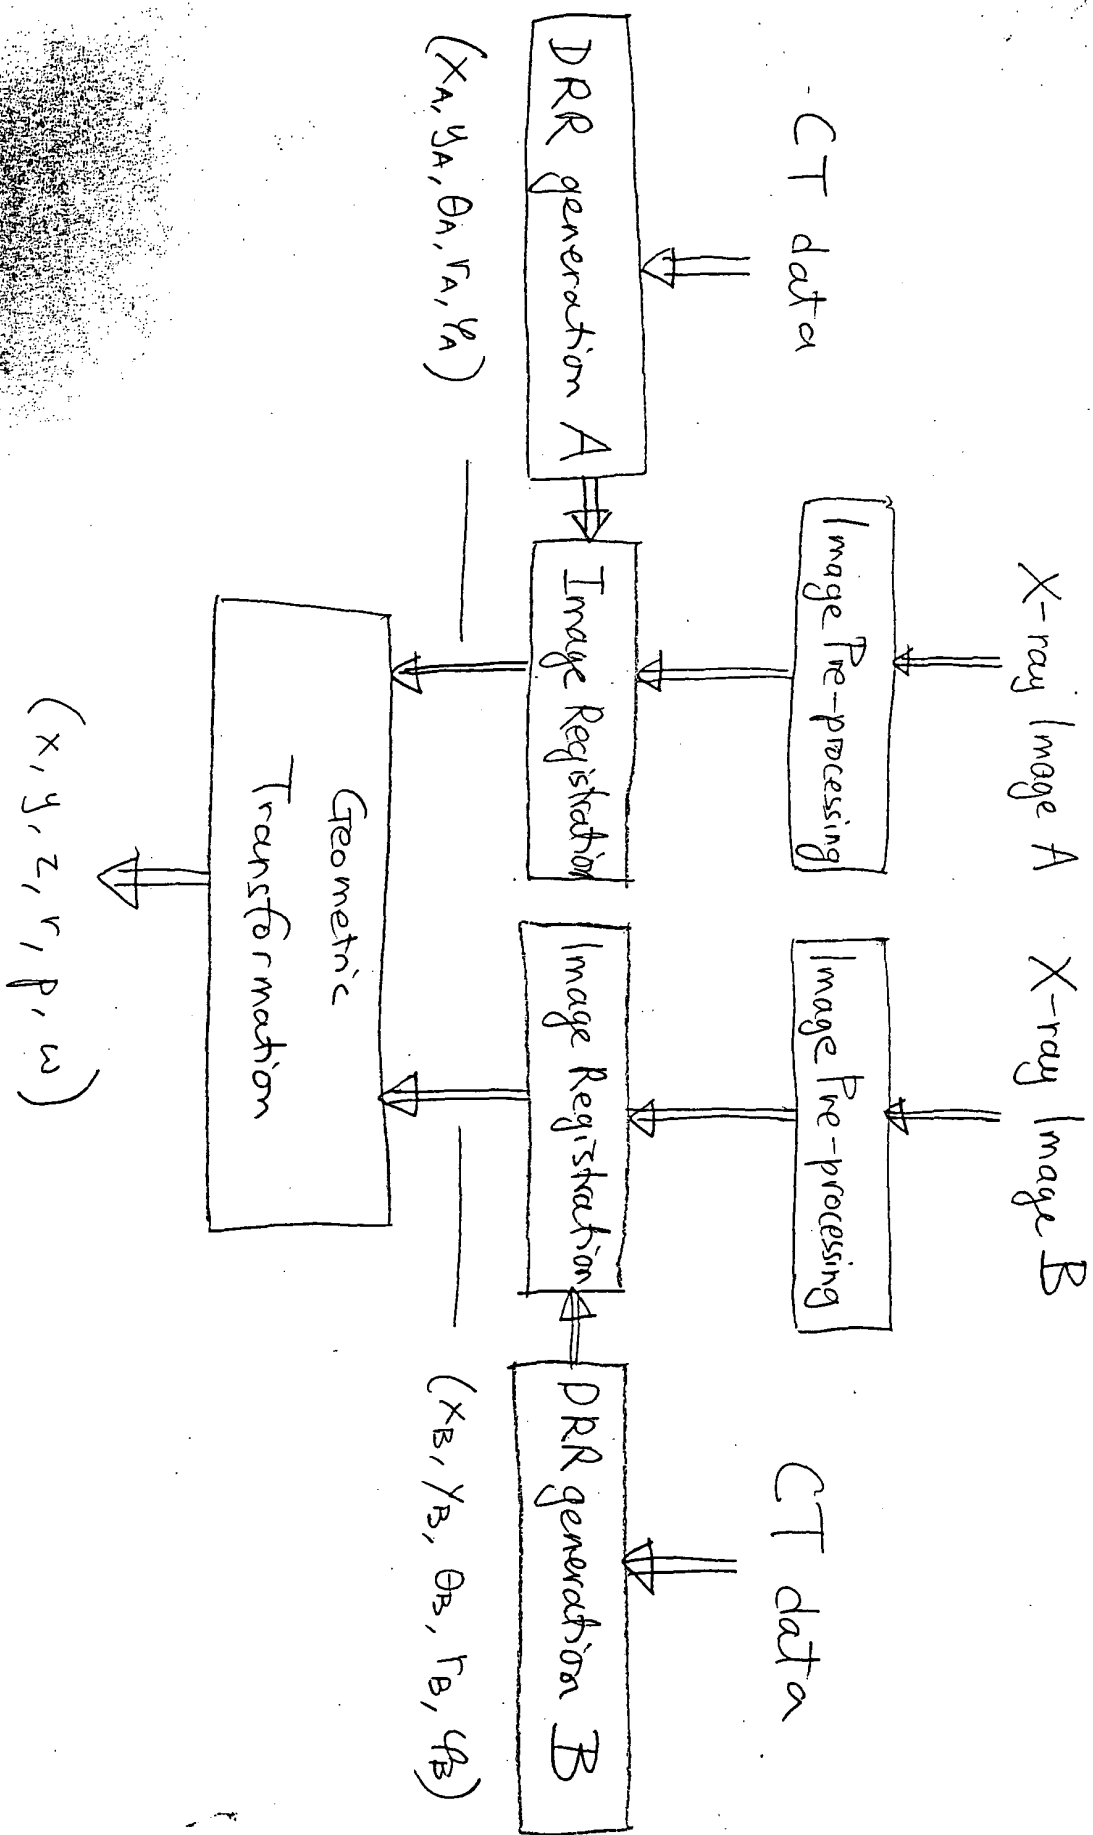 X-ray Image A
X-ray Image B
CT data
Image Pre-processing
Image Pre-processing
CT data
DRR generation A
Image Registration
Image Registration
DRR generation B
(xA, yA, θA, rA, φA)
(xB, yB, θB, rB, φB)
Geometric
Transformation
(x, y, z, r, p, w)